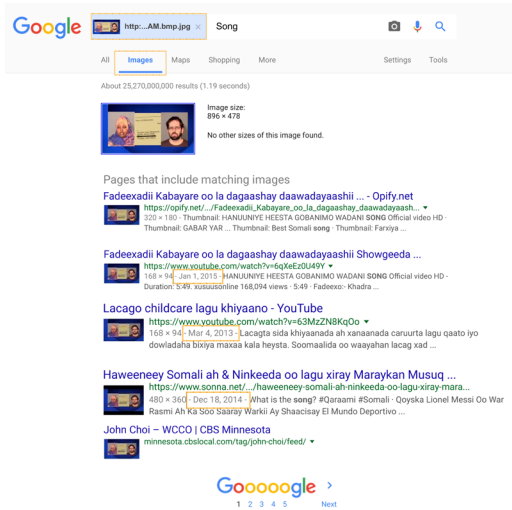 Google http:...AM.bmp.jpg × Song
All Images Maps Shopping More Settings Tools
About 25,270,000,000 results (1.19 seconds)
Image size:
896 × 478
No other sizes of this image found.
Pages that include matching images
Fadeexadii Kabayare oo la dagaashay daawadayaashii ... - Opify.net
https://opify.net/.../Fadeexadii_Kabayare_oo_la_dagaashay_daawadayaash...
320 × 180 - Thumbnail: HANUUNIYE HEESTA GOBANIMO WADANI SONG Official video HD ·
Thumbnail: GABAR YAR ... Thumbnail: Best Somali song · Thumbnail: Farxiya ...
Fadeexadii Kabayare oo la dagaashay daawadayaashii Showgeeda ...
https://www.youtube.com/watch?v=6qXeEz0U49Y
168 × 94 - Jan 1, 2015 - HANUUNIYE HEESTA GOBANIMO WADANI SONG Official video HD -
Duration: 5:49. xusuusonline 168,094 views · 5:49 · Fadeexo:- Khadra ...
Lacago childcare lagu khiyaano - YouTube
https://www.youtube.com/watch?v=63MzZN8KqOo
168 × 94 - Mar 4, 2013 - Lacagta sida khiyaanada ah xanaanada caruurta lagu qaato iyo
dowladaha bixiya maxaa kala heysta. Soomaalida oo waayahan lacag xad ...
Haweeneey Somali ah & Ninkeeda oo lagu xiray Maraykan Musuq ...
https://www.sonna.net/.../haweeneey-somali-ah-ninkeeda-oo-lagu-xiray-mara...
480 × 360 - Dec 18, 2014 - What is the song? #Qaraami #Somali · Qoyska Lionel Messi Oo War
Rasmi Ah Ka Soo Saaray Warkii Ay Shaacisay El Mundo Deportivo ...
John Choi – WCCO | CBS Minnesota
minnesota.cbslocal.com/tag/john-choi/feed/
Gooooogle >
1 2 3 4 5 Next